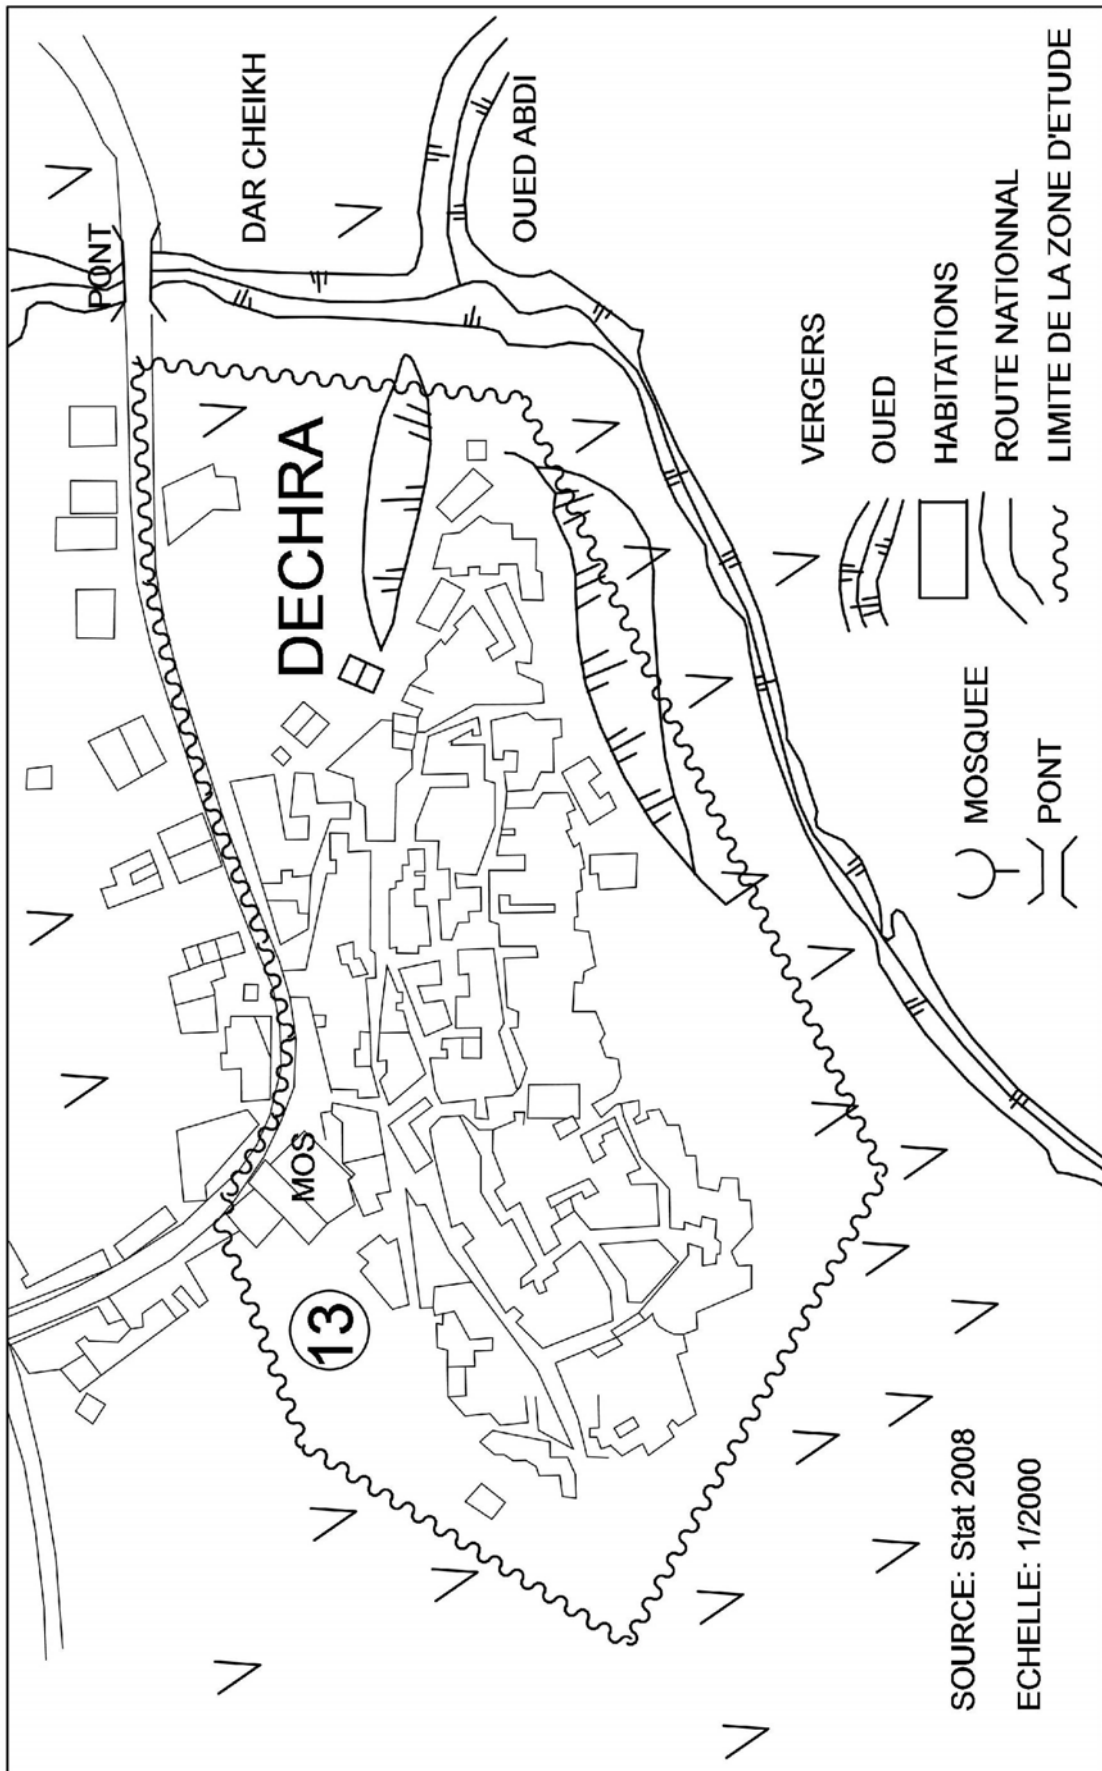 PONT
DAR CHEIKH
OUED ABDI
DECHRA
MOS
13
VERGERS
OUED
HABITATIONS
ROUTE NATIONNAL
LIMITE DE LA ZONE D'ETUDE
MOSQUEE
PONT
SOURCE: Stat 2008
ECHELLE: 1/2000